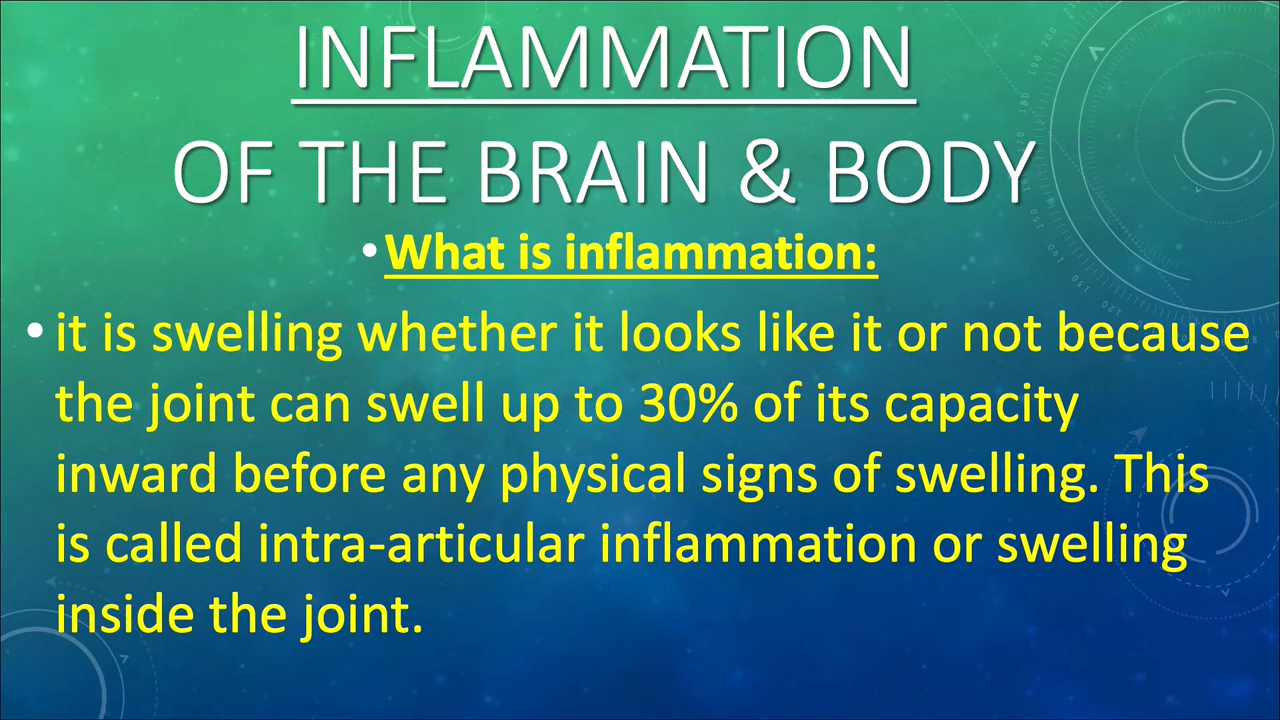 INFLAMMATION
OF THE BRAIN & BODY
•What is inflammation:
• it is swelling whether it looks like it or not because
the joint can swell up to 30% of its capacity
inward before any physical signs of swelling. This
is called intra-articular inflammation or swelling
inside the joint.